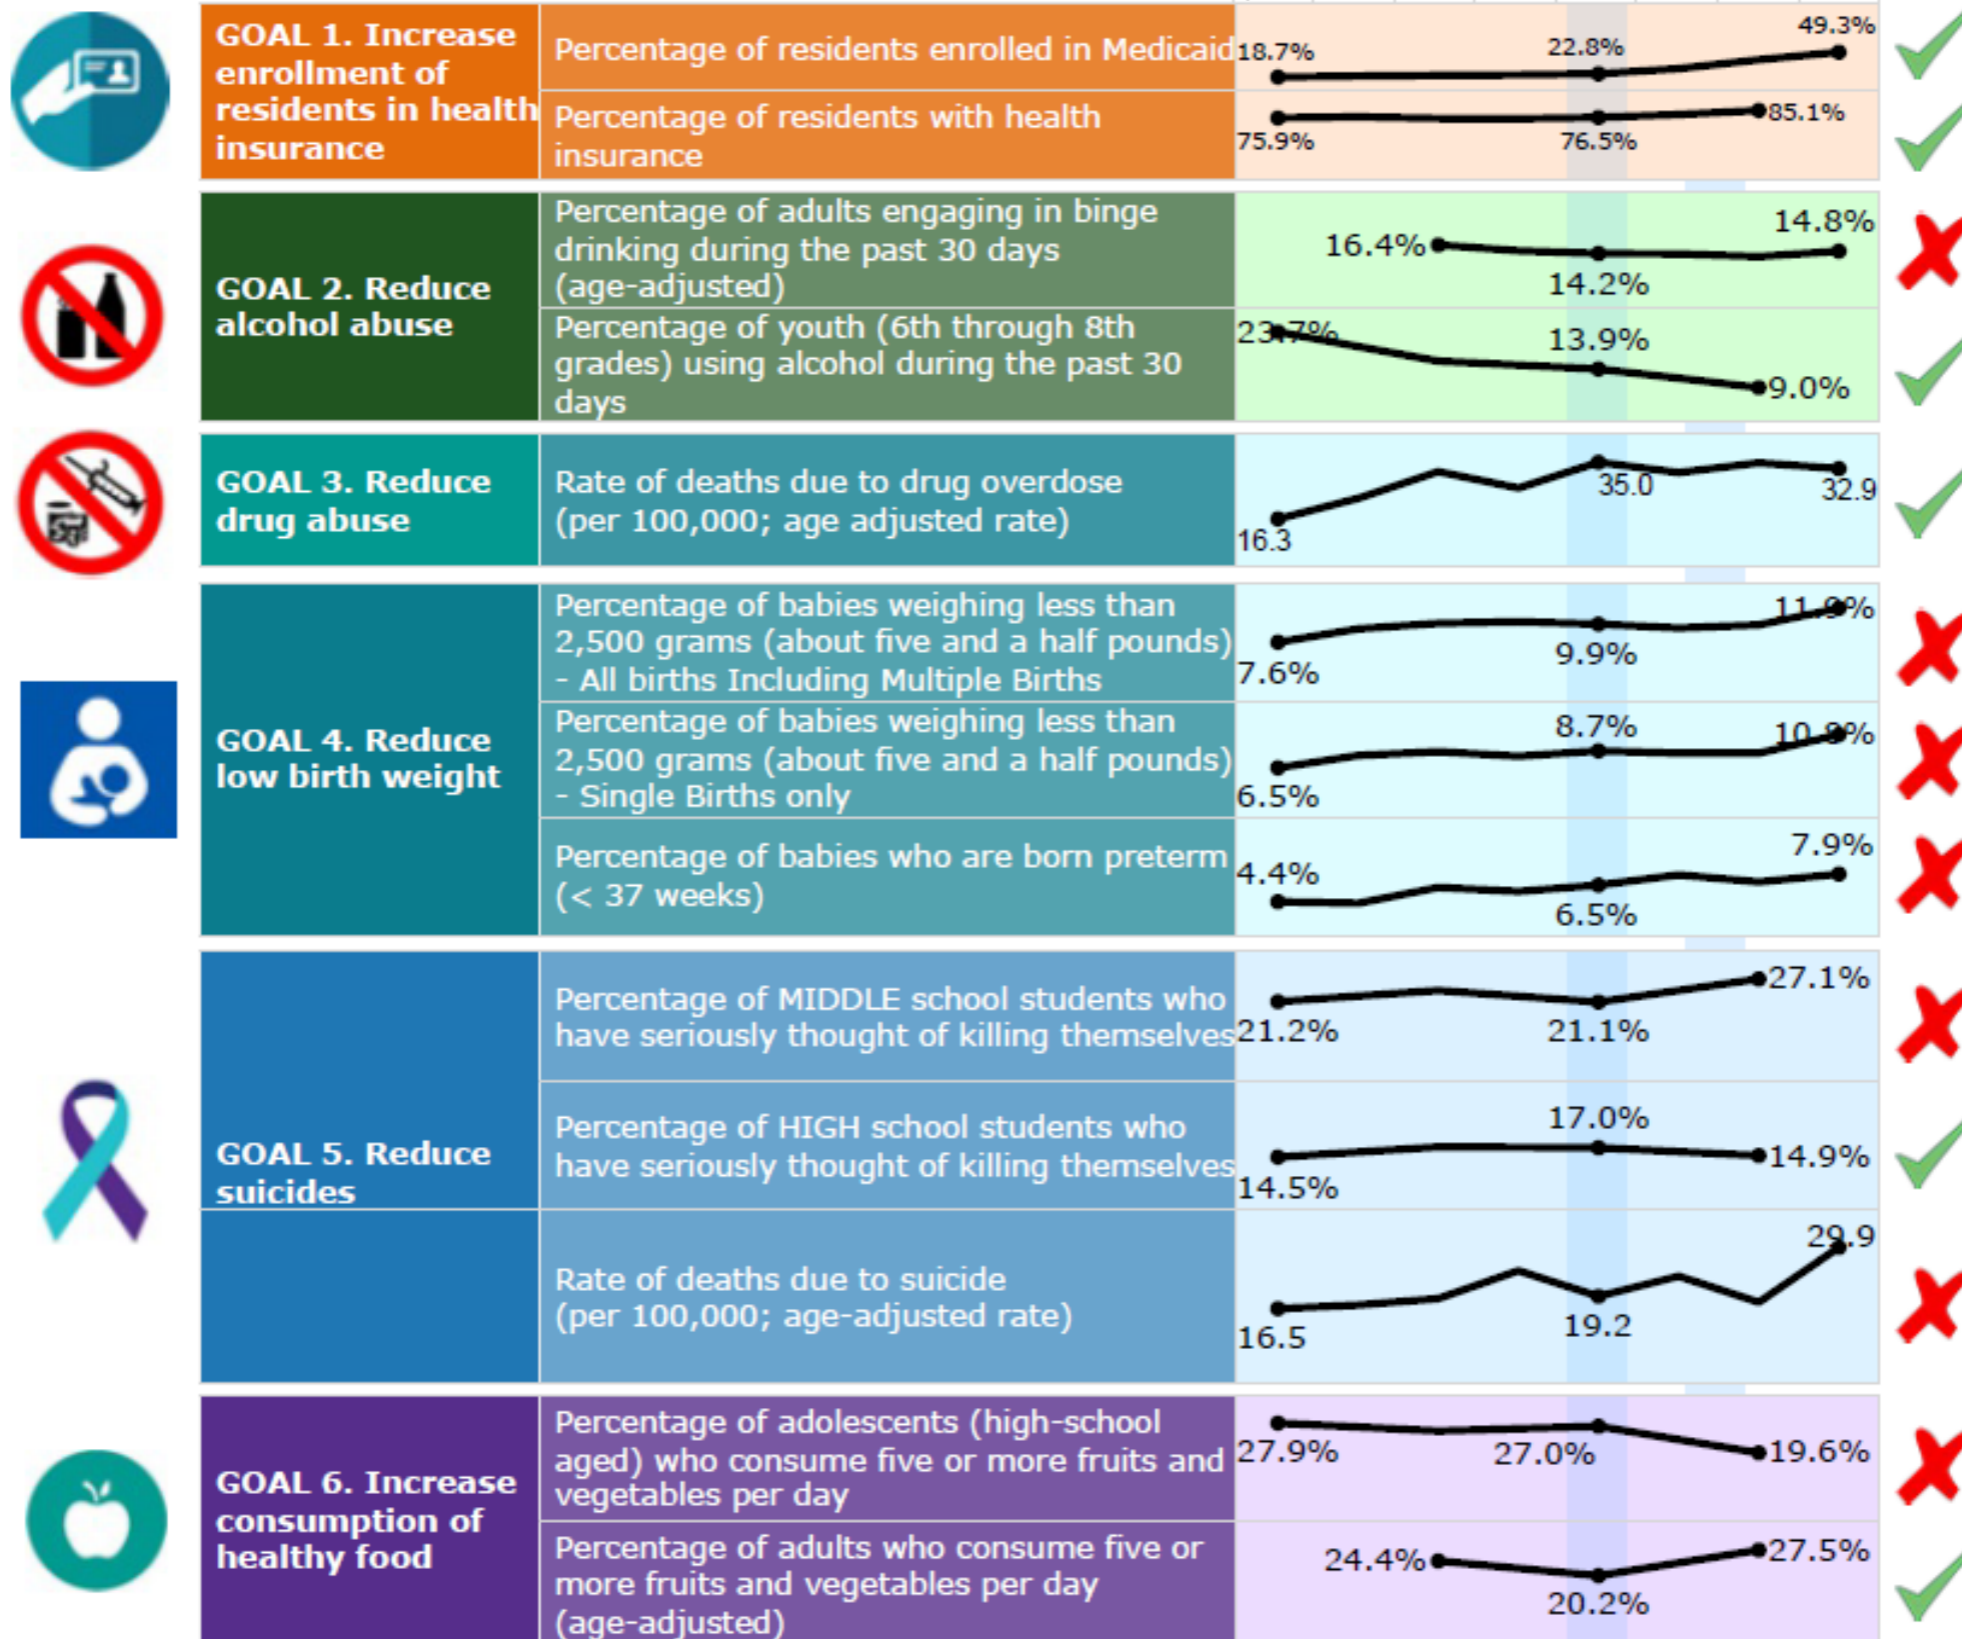 GOAL 1. Increase
enrollment of
residents in health
insurance
Percentage of residents enrolled in Medicaid
18.7%
22.8%
49.3%
Percentage of residents with health
insurance
75.9%
76.5%
85.1%
GOAL 2. Reduce
alcohol abuse
Percentage of adults engaging in binge
drinking during the past 30 days
(age-adjusted)
16.4%
14.2%
14.8%
Percentage of youth (6th through 8th
grades) using alcohol during the past 30
days
23.7%
13.9%
9.0%
GOAL 3. Reduce
drug abuse
Rate of deaths due to drug overdose
(per 100,000; age adjusted rate)
16.3
35.0
32.9
GOAL 4. Reduce
low birth weight
Percentage of babies weighing less than
2,500 grams (about five and a half pounds)
- All births Including Multiple Births
7.6%
9.9%
Percentage of babies weighing less than
2,500 grams (about five and a half pounds)
- Single Births only
6.5%
8.7%
Percentage of babies who are born preterm
(< 37 weeks)
4.4%
6.5%
7.9%
GOAL 5. Reduce
suicides
Percentage of MIDDLE school students who
have seriously thought of killing themselves
21.2%
21.1%
27.1%
Percentage of HIGH school students who
have seriously thought of killing themselves
14.5%
17.0%
14.9%
Rate of deaths due to suicide
(per 100,000; age-adjusted rate)
16.5
19.2
29.9
GOAL 6. Increase
consumption of
healthy food
Percentage of adolescents (high-school
aged) who consume five or more fruits and
vegetables per day
27.9%
27.0%
19.6%
Percentage of adults who consume five or
more fruits and vegetables per day
(age-adjusted)
24.4%
20.2%
27.5%